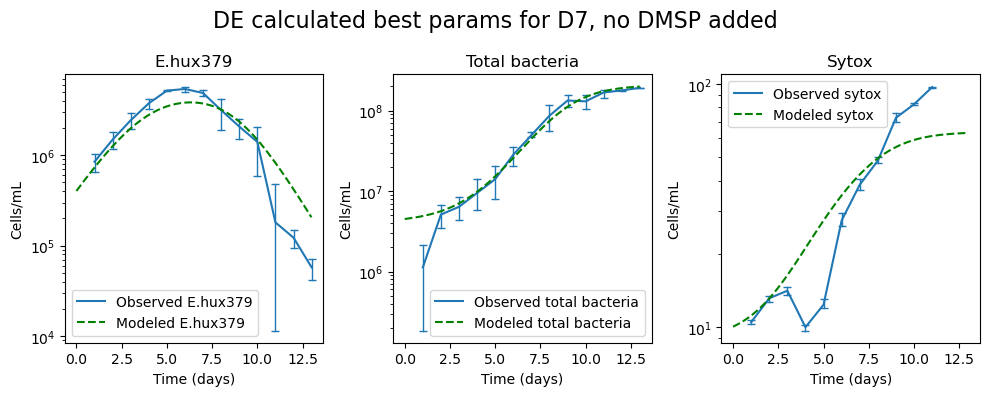 DE calculated best params for D7, no DMSP added
E.hux379
Cells/mL
10^6
10^5
10^4
Observed E.hux379
Modeled E.hux379
0.0 2.5 5.0 7.5 10.0 12.5
Time (days)
Total bacteria
Cells/mL
10^8
10^7
10^6
Observed total bacteria
Modeled total bacteria
0.0 2.5 5.0 7.5 10.0 12.5
Time (days)
Sytox
Cells/mL
10^2
10^1
Observed sytox
Modeled sytox
0.0 2.5 5.0 7.5 10.0 12.5
Time (days)